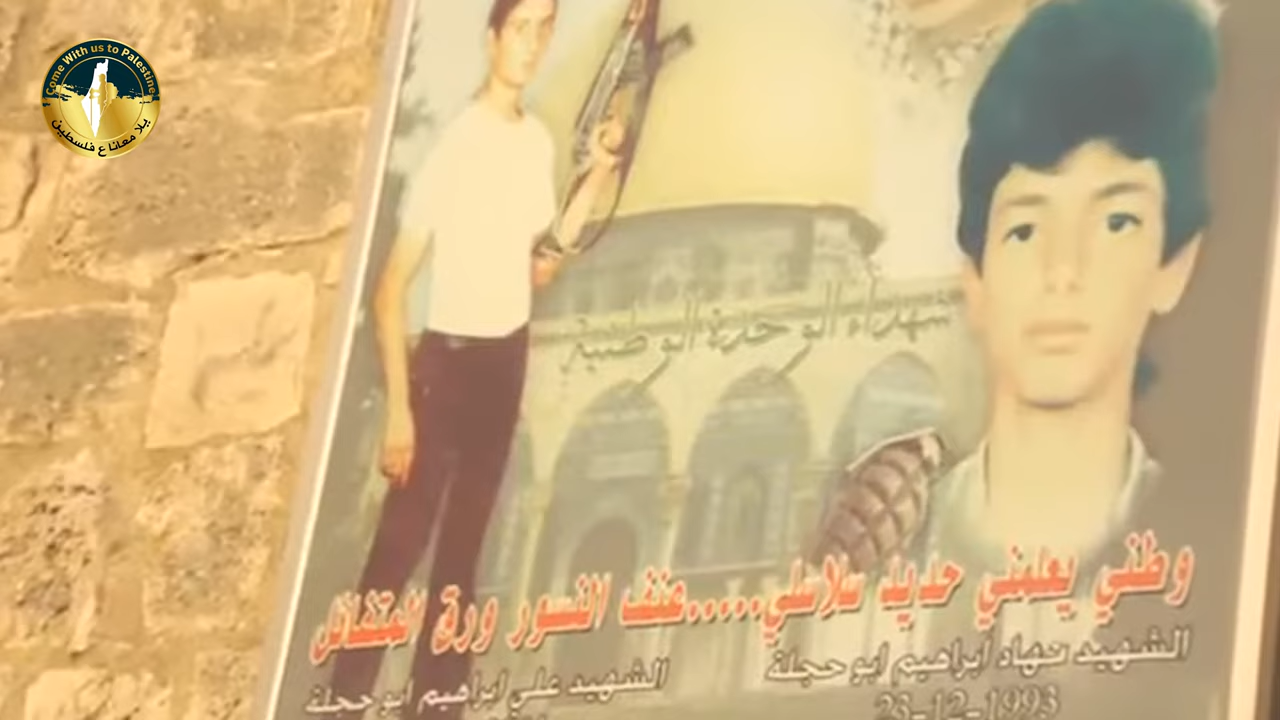 Come With us to Palestine
يلا معانا ع فلسطين
شهداء الوحدة الوطنية
وطني يعلمني حديد سلاسلي.....عنف النسور ورق المتفائل
الشهيد نهاد ابراهيم ابو حجلة
23-12-1993
الشهيد علي ابراهيم ابو حجلة